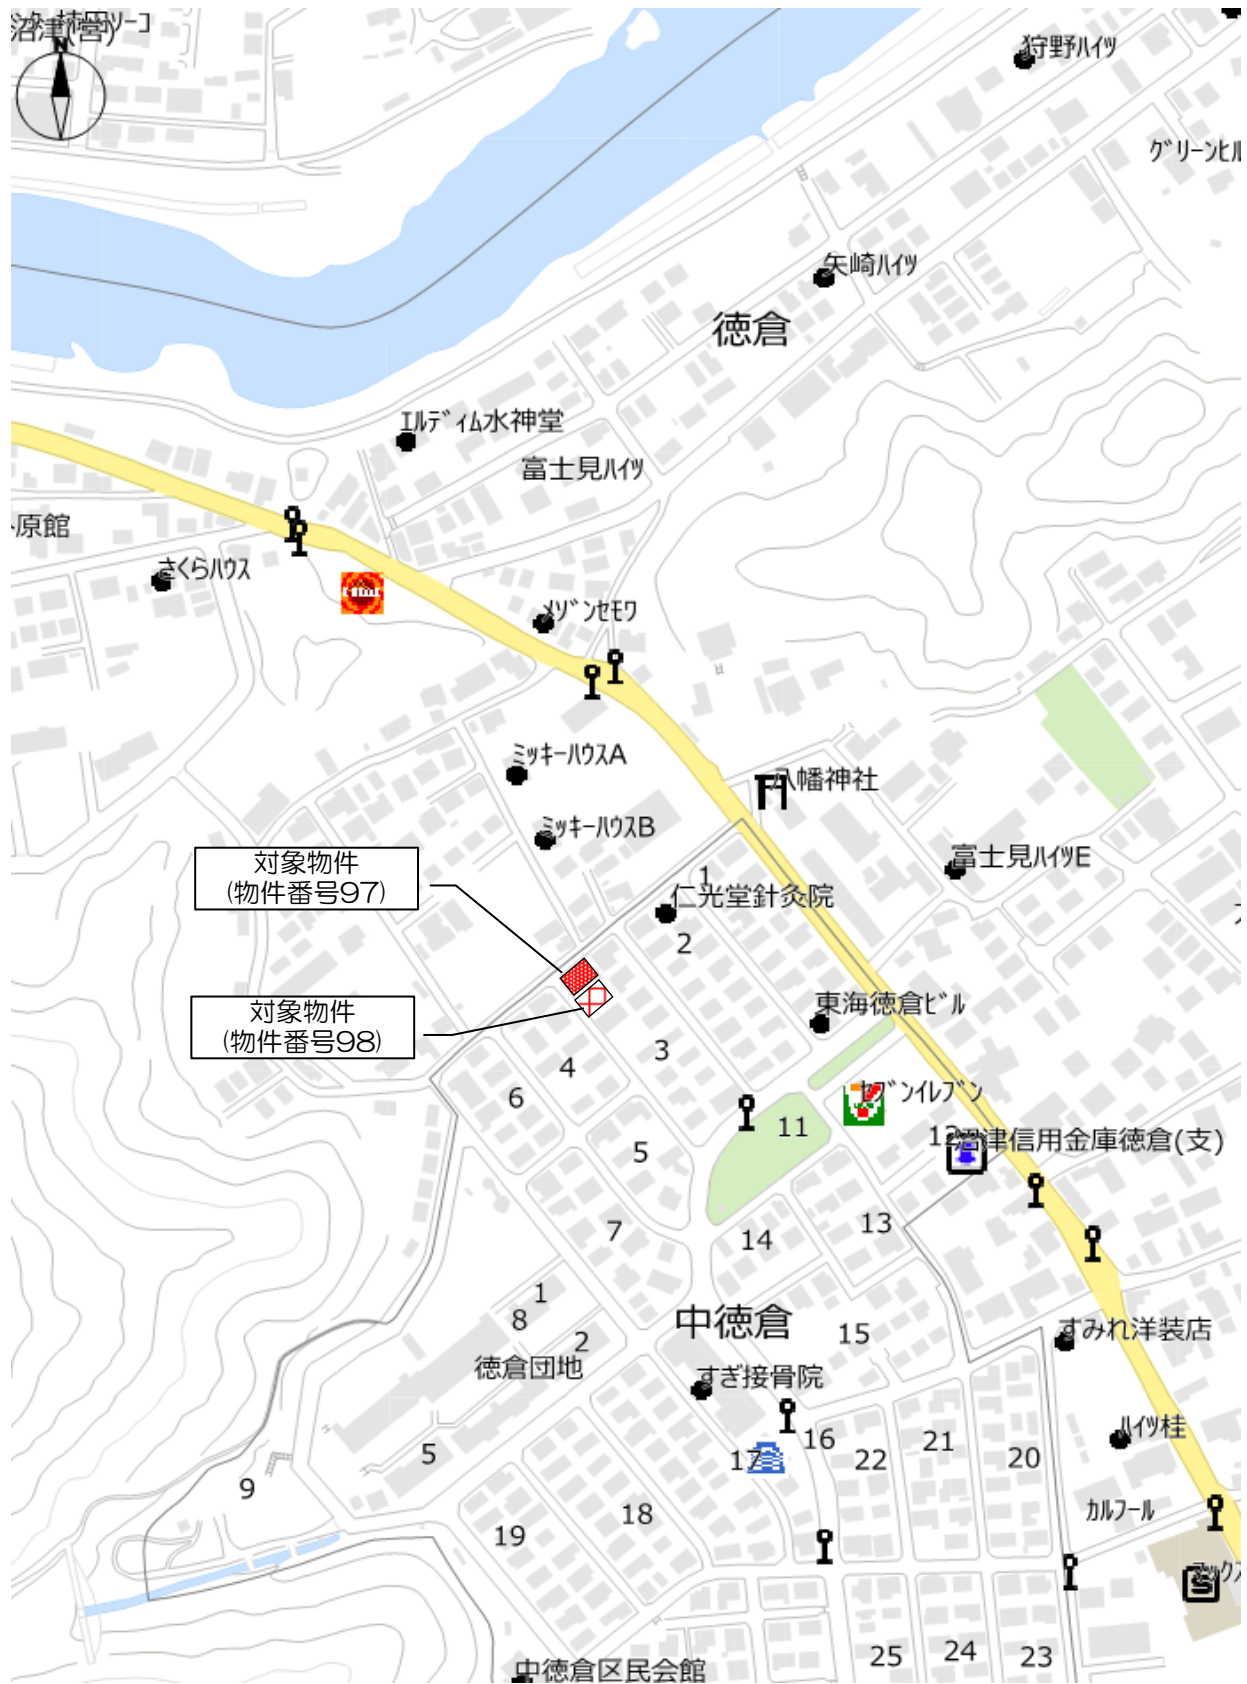 沼津(営)
N
狩野ハイツ
グリーンヒル
矢崎ハイツ
徳倉
エルディム水神堂
富士見ハイツ
原館
さくらハウス
メゾンセモワ
ミッキーハウスA
八幡神社
ミッキーハウスB
対象物件
(物件番号97)
富士見ハイツE
1
仁光堂針灸院
2
対象物件
(物件番号98)
東海徳倉ビル
3
4
6
セブンイレブン
11
12
沼津信用金庫徳倉(支)
5
13
7
14
1
8
中徳倉
2
15
すみれ洋装店
徳倉団地
すぎ接骨院
ハイツ桂
16
21
5
17
22
20
9
カルフール
18
19
マックス
25
24
23
中徳倉区民会館